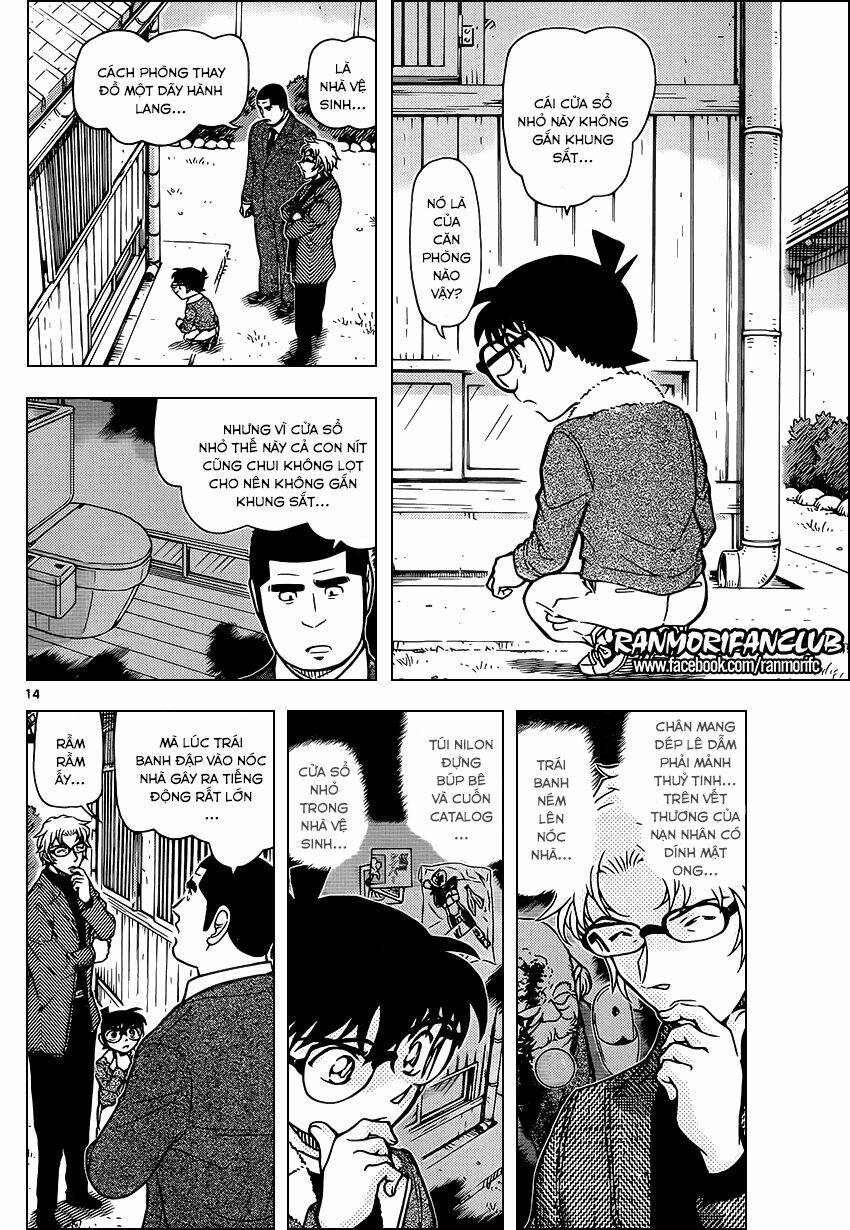 CÁI CỬA SỔ
NHỎ NÀY KHÔNG
GẮN KHUNG
SẮT...
NÓ LÀ
CỦA
CĂN
PHÒNG
NÀO
VẬY?
LÀ
NHÀ VỆ
SINH...
CÁCH PHÒNG THAY
ĐỒ MỘT DÃY HÀNH
LANG...
NHƯNG VÌ CỬA SỔ
NHỎ THẾ NÀY CẢ CON NÍT
CŨNG CHUI KHÔNG LỌT
CHO NÊN KHÔNG GẮN
KHUNG SẮT...
RANMORIFANCLUB
www.facebook.com/ranmorifc
14
CHÂN MANG
DÉP LÊ DẪM
PHẢI MẢNH
THUỶ TINH...
TRÊN VẾT
THƯƠNG CỦA
NẠN NHÂN CÓ
DÍNH MẬT
ONG...
TRÁI
BANH
NÉM
LÊN
NÓC
NHÀ...
TÚI NILON
ĐỰNG
BÚP BÊ
VÀ CUỐN
CATALOG
...
CỬA SỔ
NHỎ
TRONG
NHÀ VỆ
SINH...
MÀ LÚC TRÁI
BANH ĐẬP VÀO NÓC
NHÀ GÂY RA TIẾNG
ĐỘNG RẤT LỚN
...
RẦM
RẦM
ẤY...